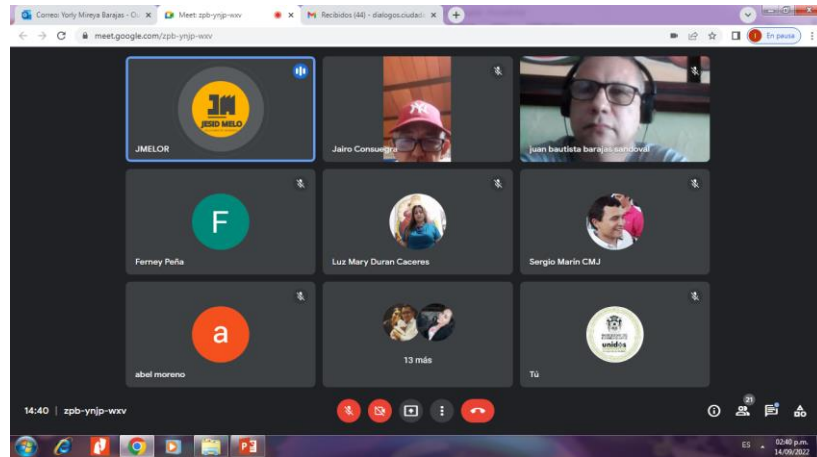 Correo: Yorly Mireya Barajas - O
Meet: zpb-ynjp-wxv
Recibidos (44) - dialogos.ciudad
meet.google.com/zpb-ynjp-wxv
En pausa
JM
JESID MELO
JMELOR
Jairo Consuegra
juan bautista barajas sandoval
F
Ferney Peña
Luz Mary Duran Caceres
Sergio Marín CMJ
a
abel moreno
13 más
unidos
Tú
14:40 | zpb-ynjp-wxv
21
ES
02:40 p.m.
14/09/2022